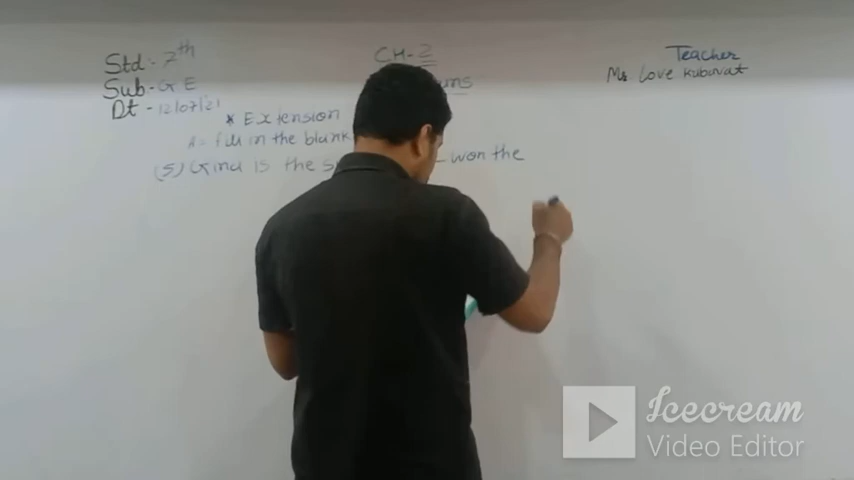 Std:- 7th
Sub- G E
Dt - 12/07/21
CH-2
Teacher
Ms Love Kubavat
* Extension
A = fill in the blank
(5) Gina is the s won the
Icecream
Video Editor